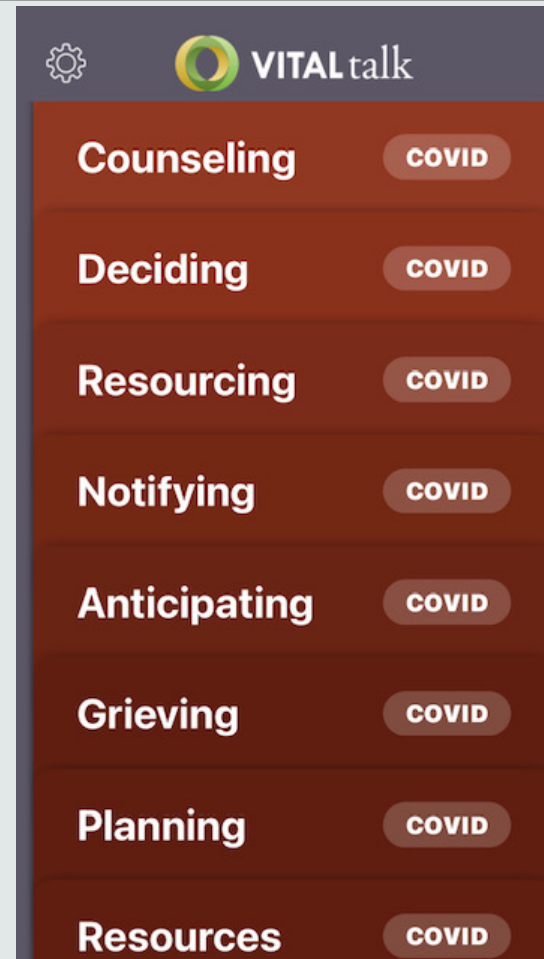 VITALtalk
Counseling COVID
Deciding COVID
Resourcing COVID
Notifying COVID
Anticipating COVID
Grieving COVID
Planning COVID
Resources COVID